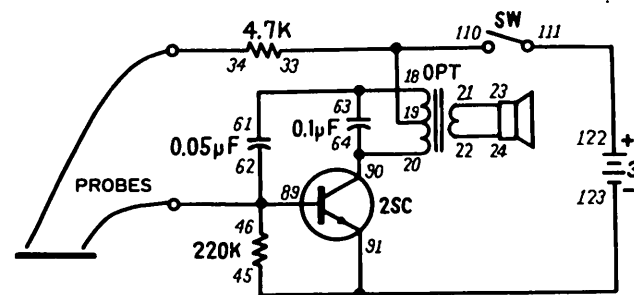 4.7K
34 33
110 SW 111
18 OPT
63 21 23
19
61 0.1µF
0.05µF 64
62 20 22 24
122 +
3
PROBES
89 90
123 −
2SC
46
220K
45 91